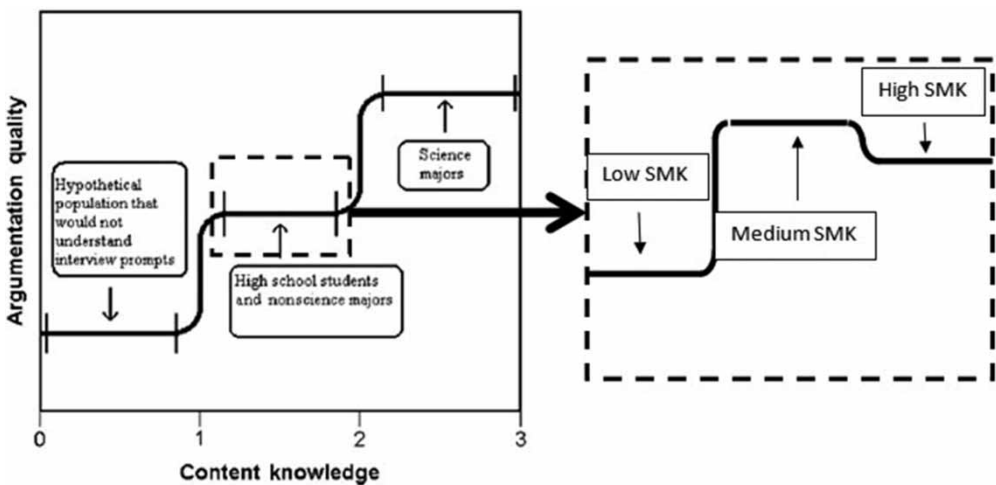 Argumentation quality
Hypothetical
population that
would not
understand
interview prompts
High school students
and nonscience majors
Science
majors
0
1
2
3
Content knowledge
Low SMK
Medium SMK
High SMK